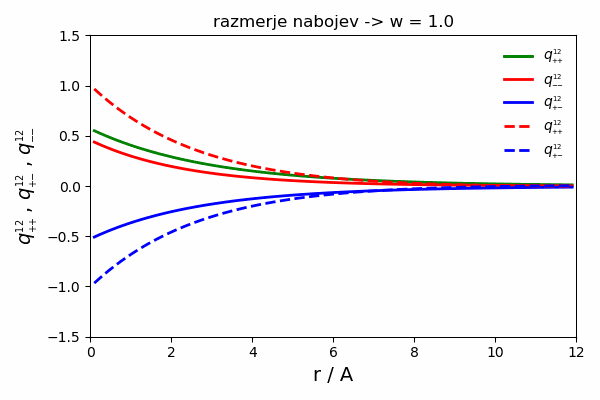 razmerje nabojev -> w = 1.0
q¹²₊₊ , q¹²₊₋ , q¹²₋₋
1.5
1.0
0.5
0.0
−0.5
−1.0
−1.5
q¹²₊₊
q¹²₋₋
q¹²₊₋
q¹²₊₊
q¹²₊₋
0 2 4 6 8 10 12
r / A